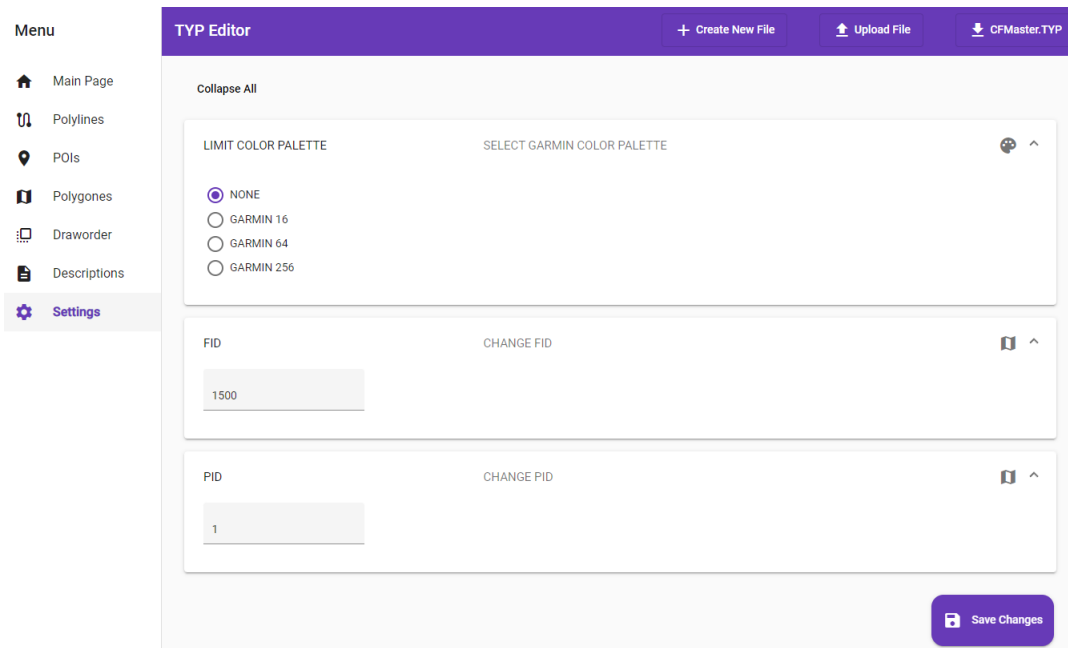 Menu
TYP Editor
Create New File
Upload File
CFMaster.TYP
Main Page
Polylines
POIs
Polygones
Draworder
Descriptions
Settings
Collapse All
LIMIT COLOR PALETTE
SELECT GARMIN COLOR PALETTE
NONE
GARMIN 16
GARMIN 64
GARMIN 256
FID
CHANGE FID
1500
PID
CHANGE PID
1
Save Changes